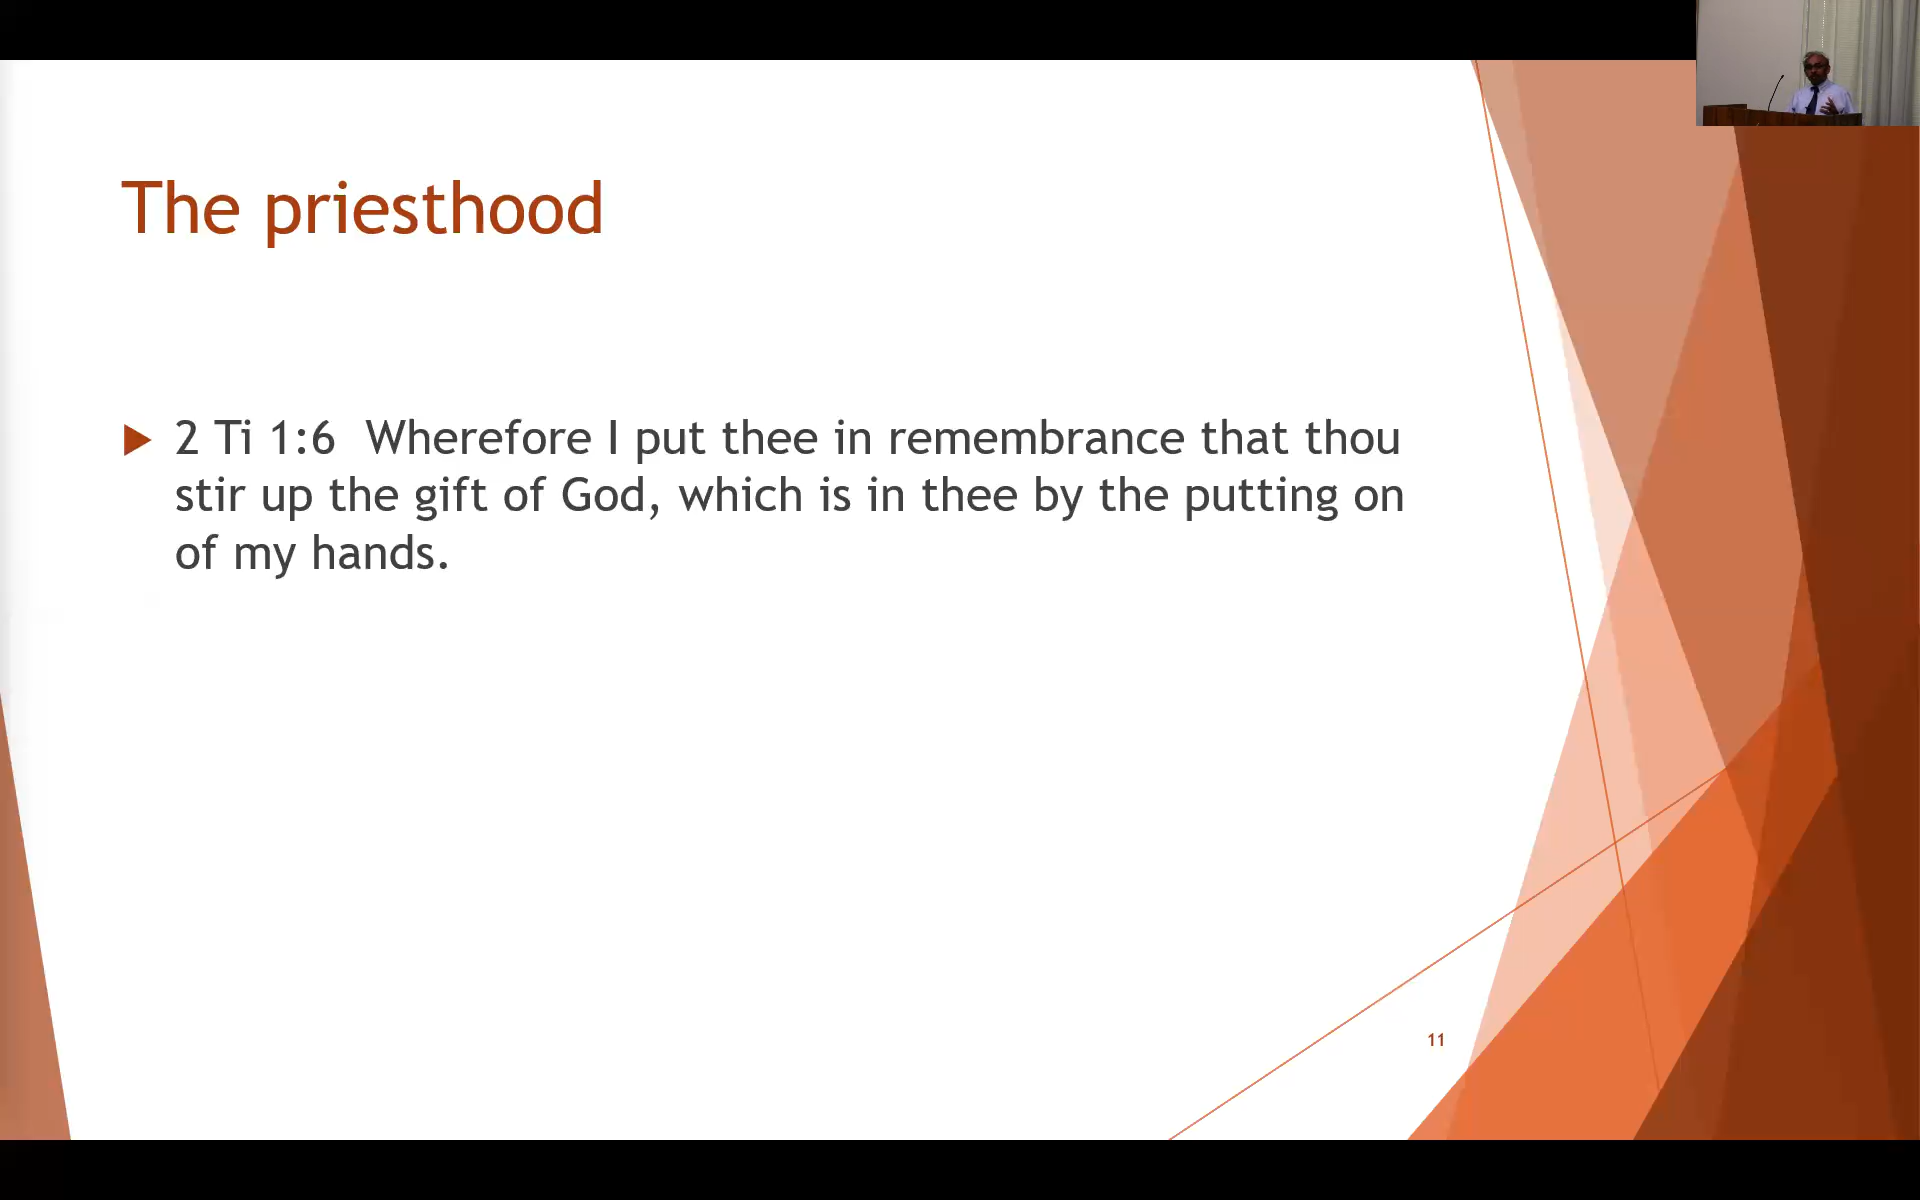 The priesthood
2 Ti 1:6  Wherefore I put thee in remembrance that thou
stir up the gift of God, which is in thee by the putting on
of my hands.
11